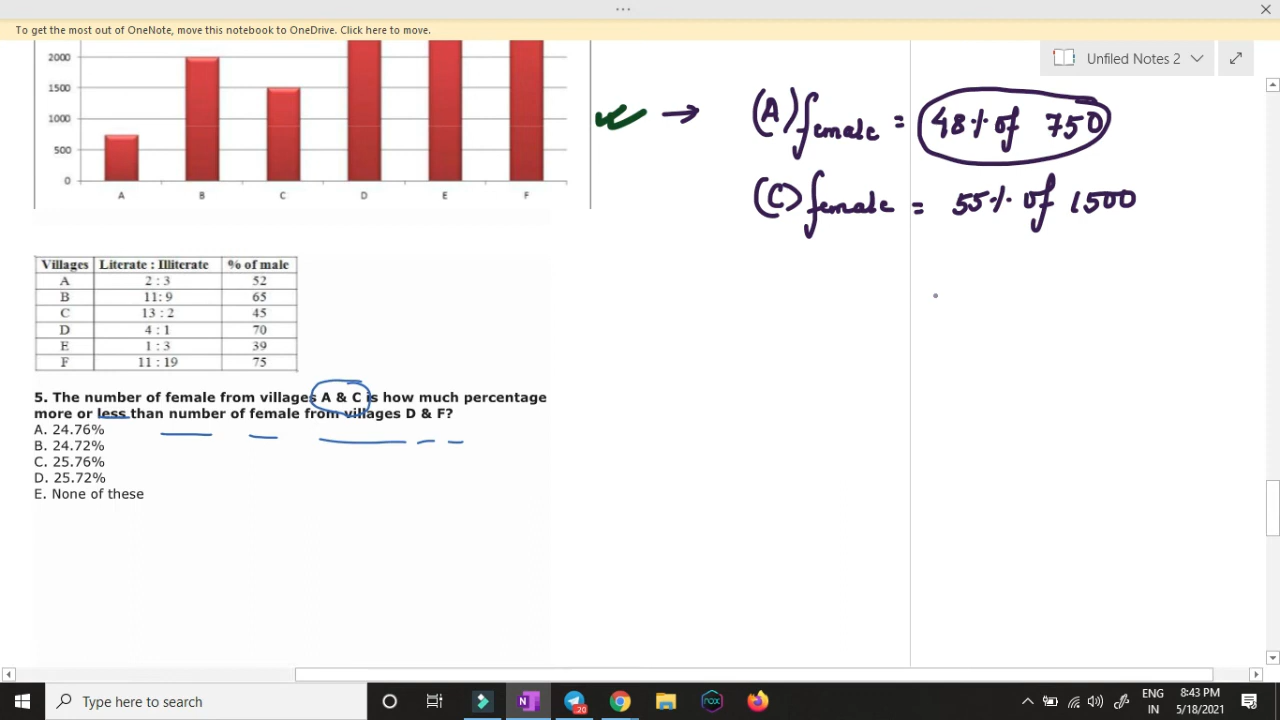 To get the most out of OneNote, move this notebook to OneDrive. Click here to move.
Unfiled Notes 2
2000
1500
1000
500
0
A B C D E F
(A) female = 48% of 750
(C) female = 55% of 1500
Villages Literate : Illiterate % of male
A 2 : 3 52
B 11: 9 65
C 13 : 2 45
D 4 : 1 70
E 1 : 3 39
F 11 : 19 75
5. The number of female from villages A & C is how much percentage
more or less than number of female from villages D & F?
A. 24.76%
B. 24.72%
C. 25.76%
D. 25.72%
E. None of these
Type here to search
20
nox
ENG
IN
8:43 PM
5/18/2021